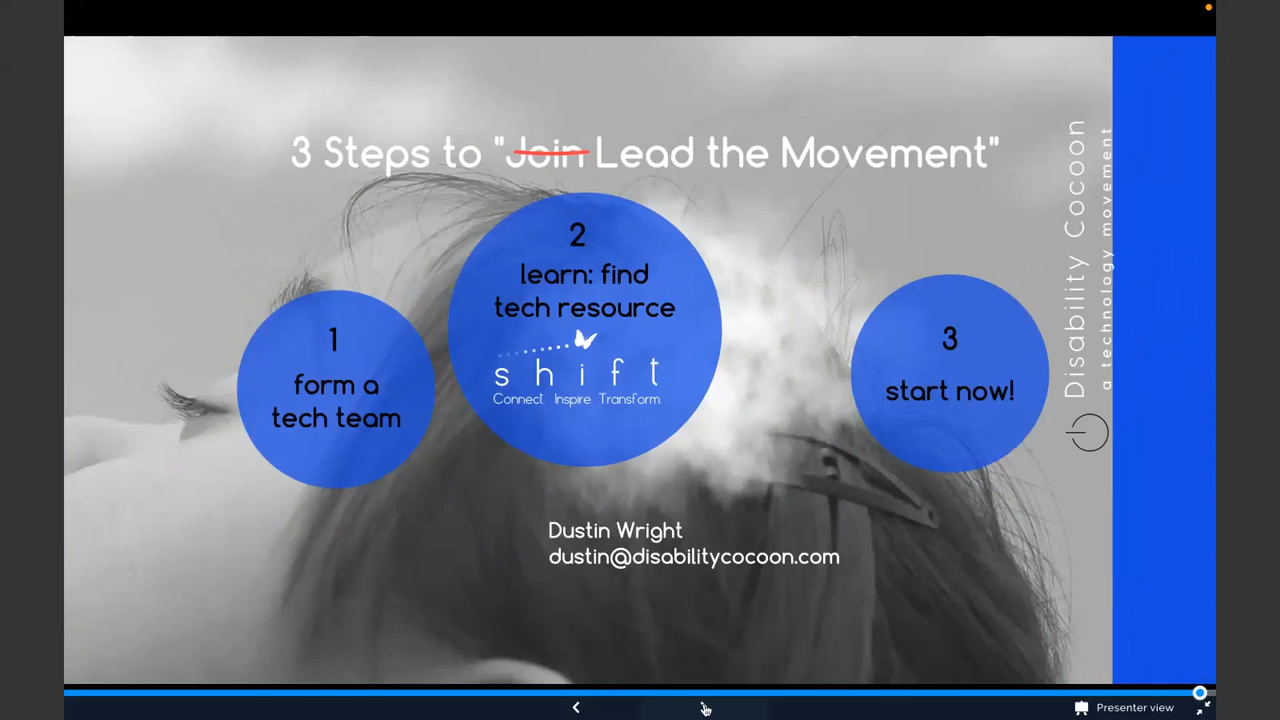 3 Steps to "Join Lead the Movement"
1
form a
tech team
2
learn: find
tech resource
shift
Connect. Inspire. Transform.
3
start now!
Dustin Wright
dustin@disabilitycocoon.com
Disability Cocoon
a technology movement
Presenter view